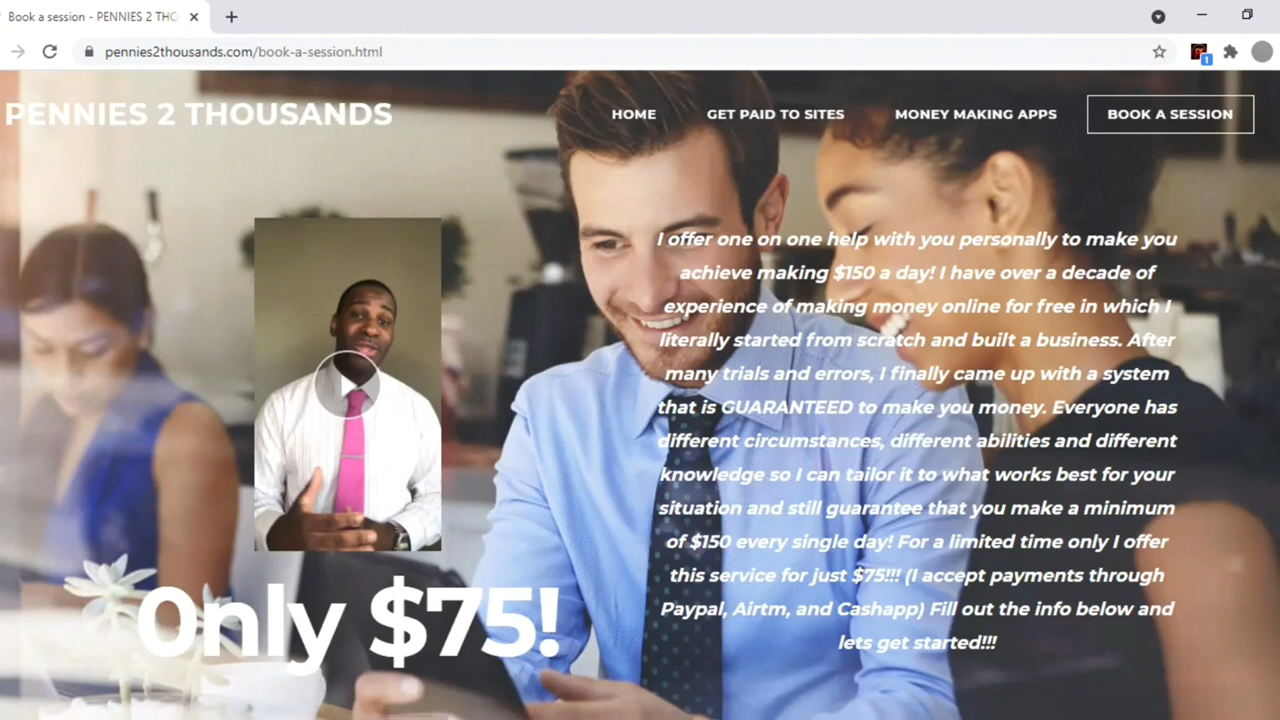 Book a session - PENNIES 2 THO
pennies2thousands.com/book-a-session.html
1
PENNIES 2 THOUSANDS
HOME
GET PAID TO SITES
MONEY MAKING APPS
BOOK A SESSION
I offer one on one help with you personally to make you
achieve making $150 a day! I have over a decade of
experience of making money online for free in which I
literally started from scratch and built a business. After
many trials and errors, I finally came up with a system
that is GUARANTEED to make you money. Everyone has
different circumstances, different abilities and different
knowledge so I can tailor it to what works best for your
situation and still guarantee that you make a minimum
of $150 every single day! For a limited time only I offer
this service for just $75!!! (I accept payments through
Paypal, Airtm, and Cashapp) Fill out the info below and
lets get started!!!
Only $75!